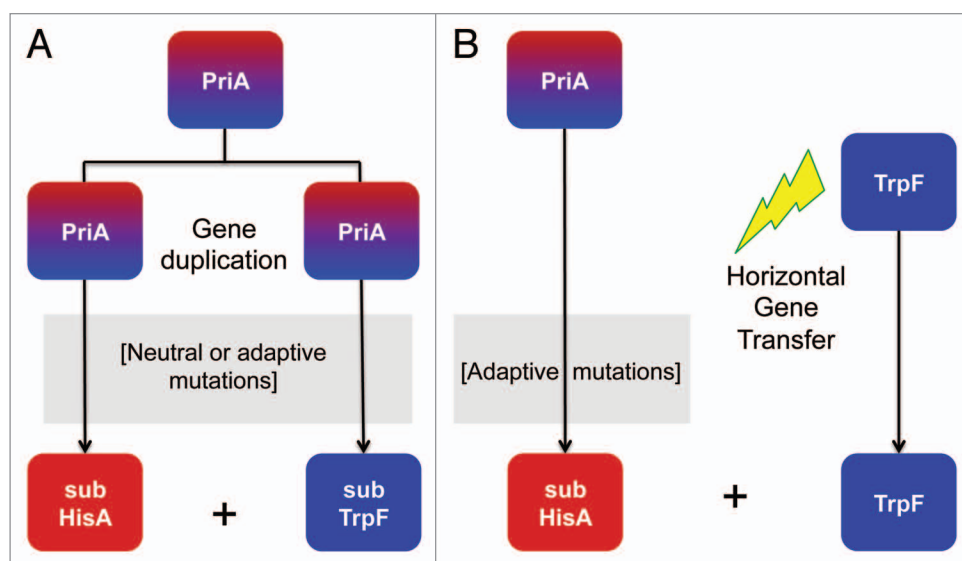 A
PriA
PriA
Gene
duplication
PriA
[Neutral or adaptive
mutations]
sub
HisA
+
sub
TrpF
B
PriA
TrpF
Horizontal
Gene
Transfer
[Adaptive mutations]
sub
HisA
+
TrpF